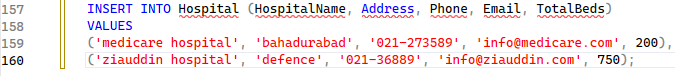 157 INSERT INTO Hospital (HospitalName, Address, Phone, Email, TotalBeds)
158 VALUES
159 ('medicare hospital', 'bahadurabad', '021-273589', 'info@medicare.com', 200),
160 ('ziauddin hospital', 'defence', '021-36889', 'info@ziauddin.com', 750);